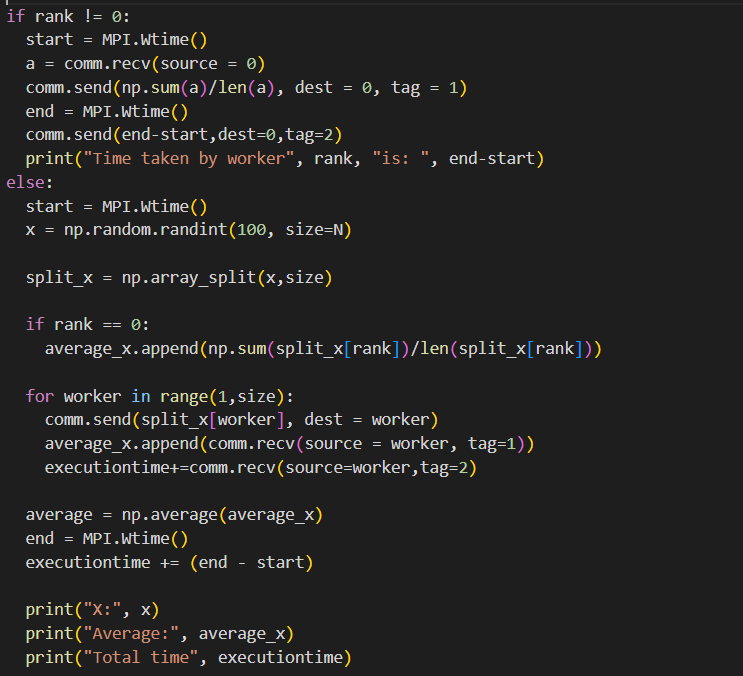 if rank != 0:
  start = MPI.Wtime()
  a = comm.recv(source = 0)
  comm.send(np.sum(a)/len(a), dest = 0, tag = 1)
  end = MPI.Wtime()
  comm.send(end-start,dest=0,tag=2)
  print("Time taken by worker", rank, "is: ", end-start)
else:
  start = MPI.Wtime()
  x = np.random.randint(100, size=N)

  split_x = np.array_split(x,size)

  if rank == 0:
    average_x.append(np.sum(split_x[rank])/len(split_x[rank]))

  for worker in range(1,size):
    comm.send(split_x[worker], dest = worker)
    average_x.append(comm.recv(source = worker, tag=1))
    executiontime+=comm.recv(source=worker,tag=2)

  average = np.average(average_x)
  end = MPI.Wtime()
  executiontime += (end - start)

  print("X:", x)
  print("Average:", average_x)
  print("Total time", executiontime)